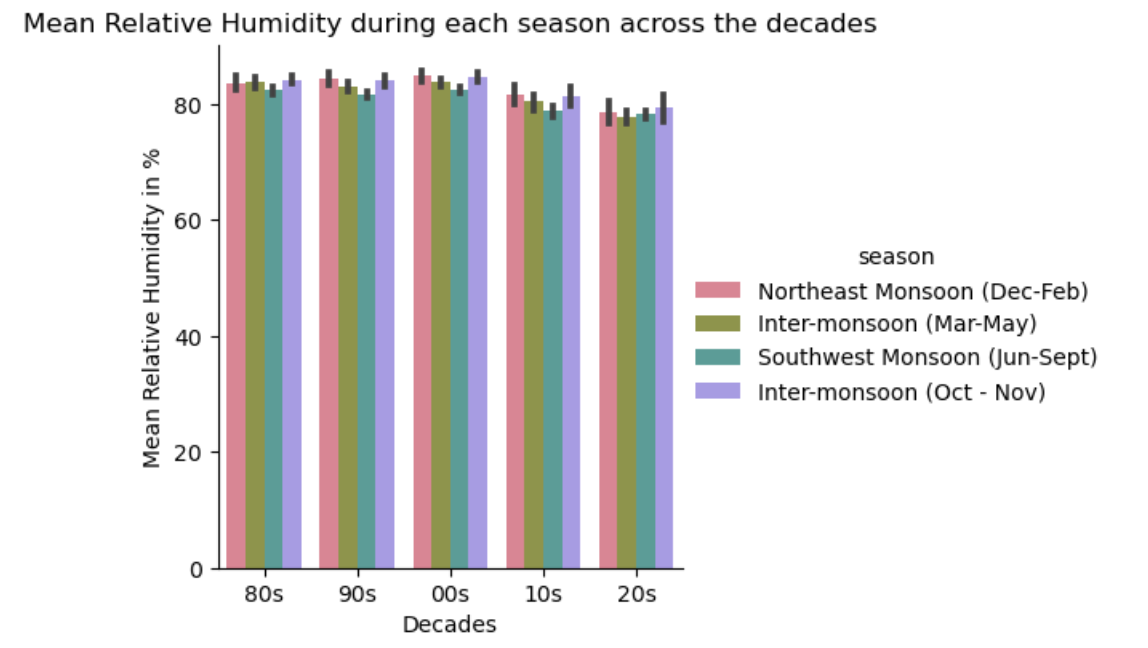 Mean Relative Humidity during each season across the decades
Mean Relative Humidity in %
80
60
40
20
0
80s 90s 00s 10s 20s
Decades
season
Northeast Monsoon (Dec-Feb)
Inter-monsoon (Mar-May)
Southwest Monsoon (Jun-Sept)
Inter-monsoon (Oct - Nov)